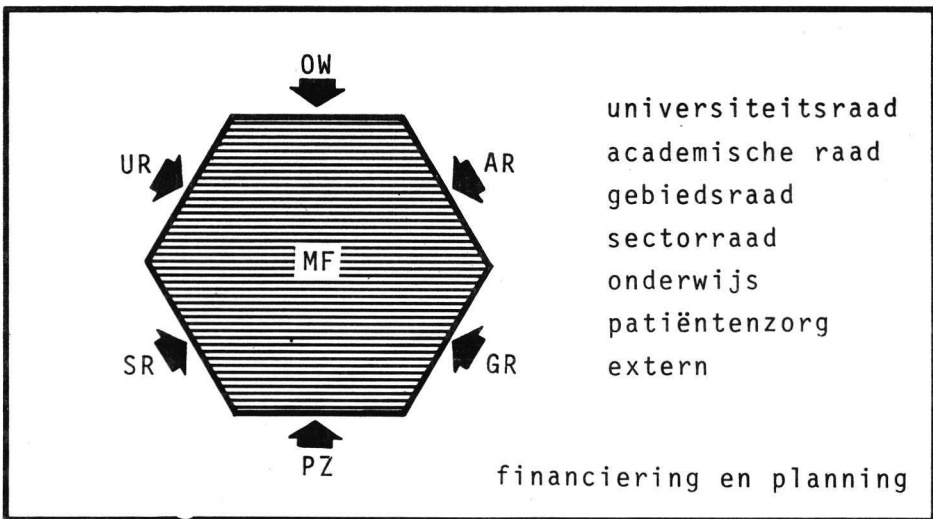 OW
UR
AR
MF
SR
GR
PZ
universiteitsraad
academische raad
gebiedsraad
sectorraad
onderwijs
patiëntenzorg
extern
financiering en planning